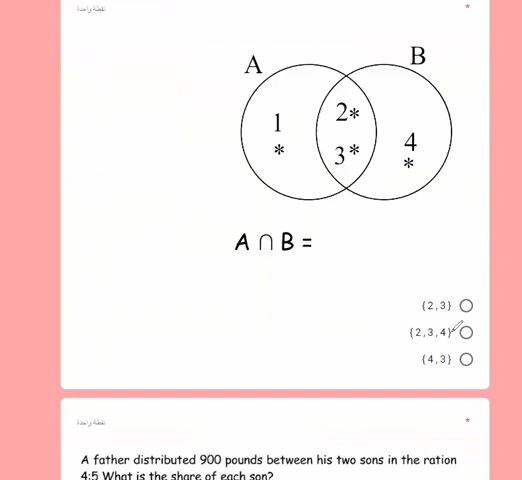 نقطة واحدة
*
A
B
1
*
2*
3*
4
*
A ∩ B =
{2,3}
{2,3,4}
{4,3}
نقطة واحدة
*
A father distributed 900 pounds between his two sons in the ration
4:5 What is the share of each son?